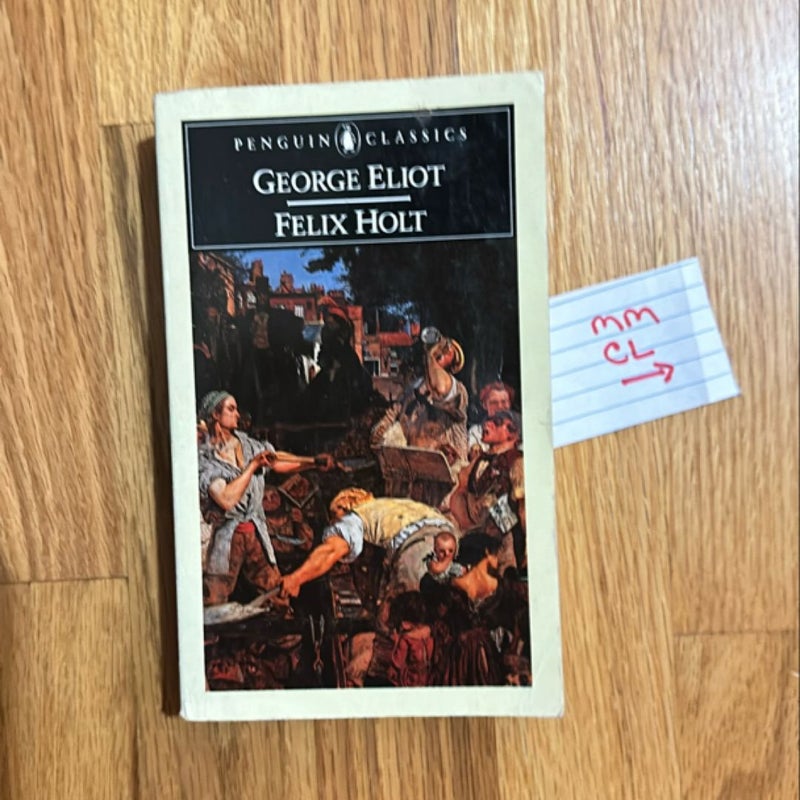 PENGUIN CLASSICS
GEORGE ELIOT
FELIX HOLT
mm
CL
→